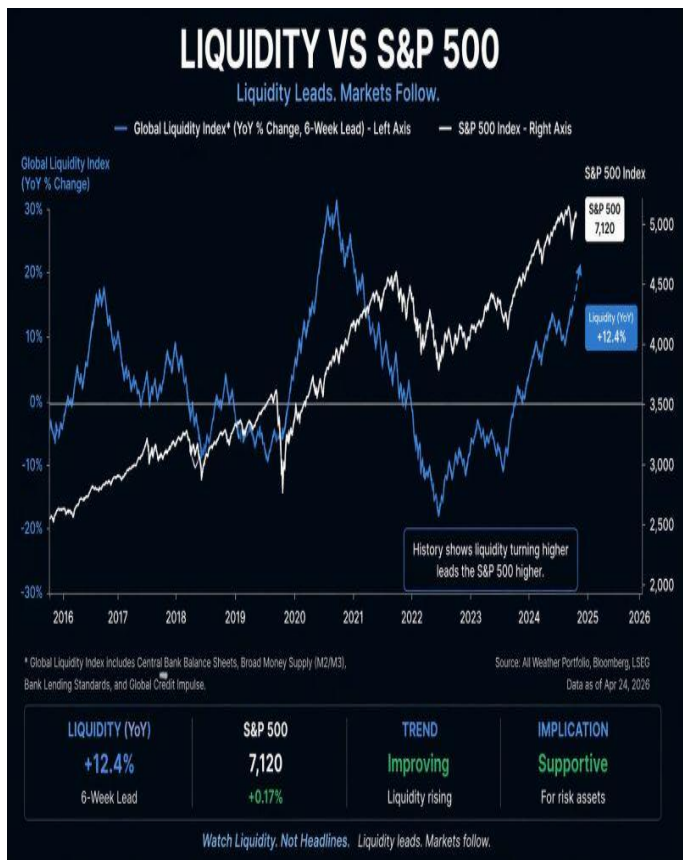 LIQUIDITY VS S&P 500
Liquidity Leads. Markets Follow.
Global Liquidity Index* (YoY % Change, 6-Week Lead) - Left Axis
S&P 500 Index - Right Axis
Global Liquidity Index
(YoY % Change)
S&P 500 Index
30%
20%
10%
0%
-10%
-20%
-30%
S&P 500
7,120
Liquidity (YoY)
+12.4%
5,000
4,500
4,000
3,500
3,000
2,500
2,000
History shows liquidity turning higher
leads the S&P 500 higher.
2016 2017 2018 2019 2020 2021 2022 2023 2024 2025 2026
* Global Liquidity Index includes Central Bank Balance Sheets, Broad Money Supply (M2/M3),
Bank Lending Standards, and Global Credit Impulse.
Source: All Weather Portfolio, Bloomberg, LSEG
Data as of Apr 24, 2026
LIQUIDITY (YoY)
+12.4%
6-Week Lead
S&P 500
7,120
+0.17%
TREND
Improving
Liquidity rising
IMPLICATION
Supportive
For risk assets
Watch Liquidity. Not Headlines. Liquidity leads. Markets follow.